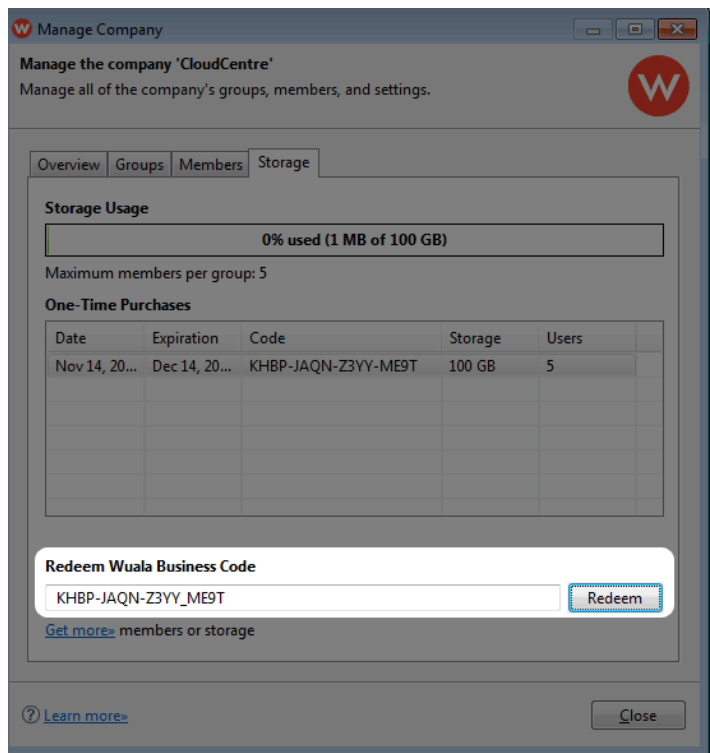 Manage Company
Manage the company 'CloudCentre'
Manage all of the company's groups, members, and settings.
W
Overview Groups Members Storage
Storage Usage
0% used (1 MB of 100 GB)
Maximum members per group: 5
One-Time Purchases
Date Expiration Code Storage Users
Nov 14, 20... Dec 14, 20... KHBP-JAQN-Z3YY-ME9T 100 GB 5
Redeem Wuala Business Code
KHBP-JAQN-Z3YY_ME9T Redeem
Get more» members or storage
? Learn more» Close